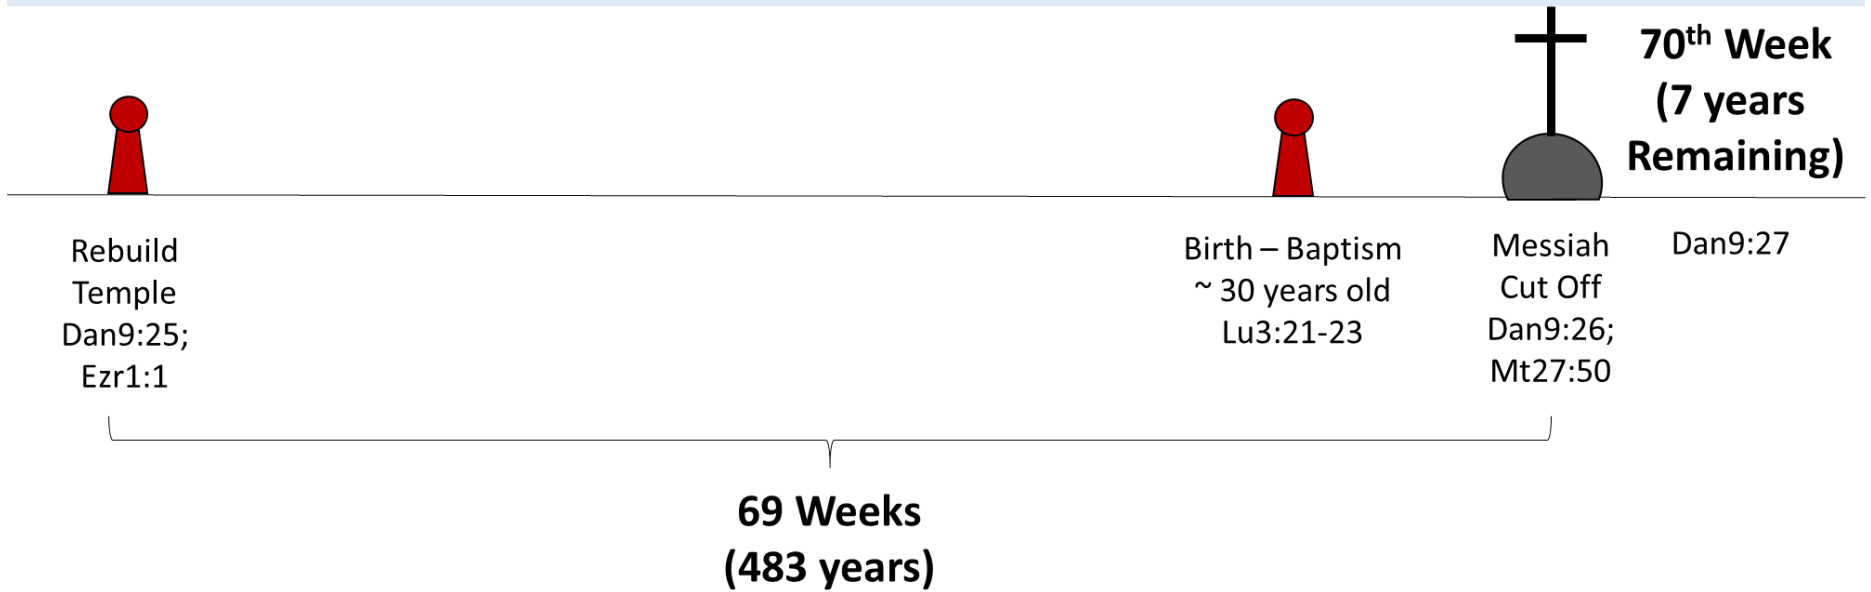 70th Week
(7 years
Remaining)
Rebuild
Temple
Dan9:25;
Ezr1:1
Birth – Baptism
~ 30 years old
Lu3:21-23
Messiah
Cut Off
Dan9:26;
Mt27:50
Dan9:27
69 Weeks
(483 years)